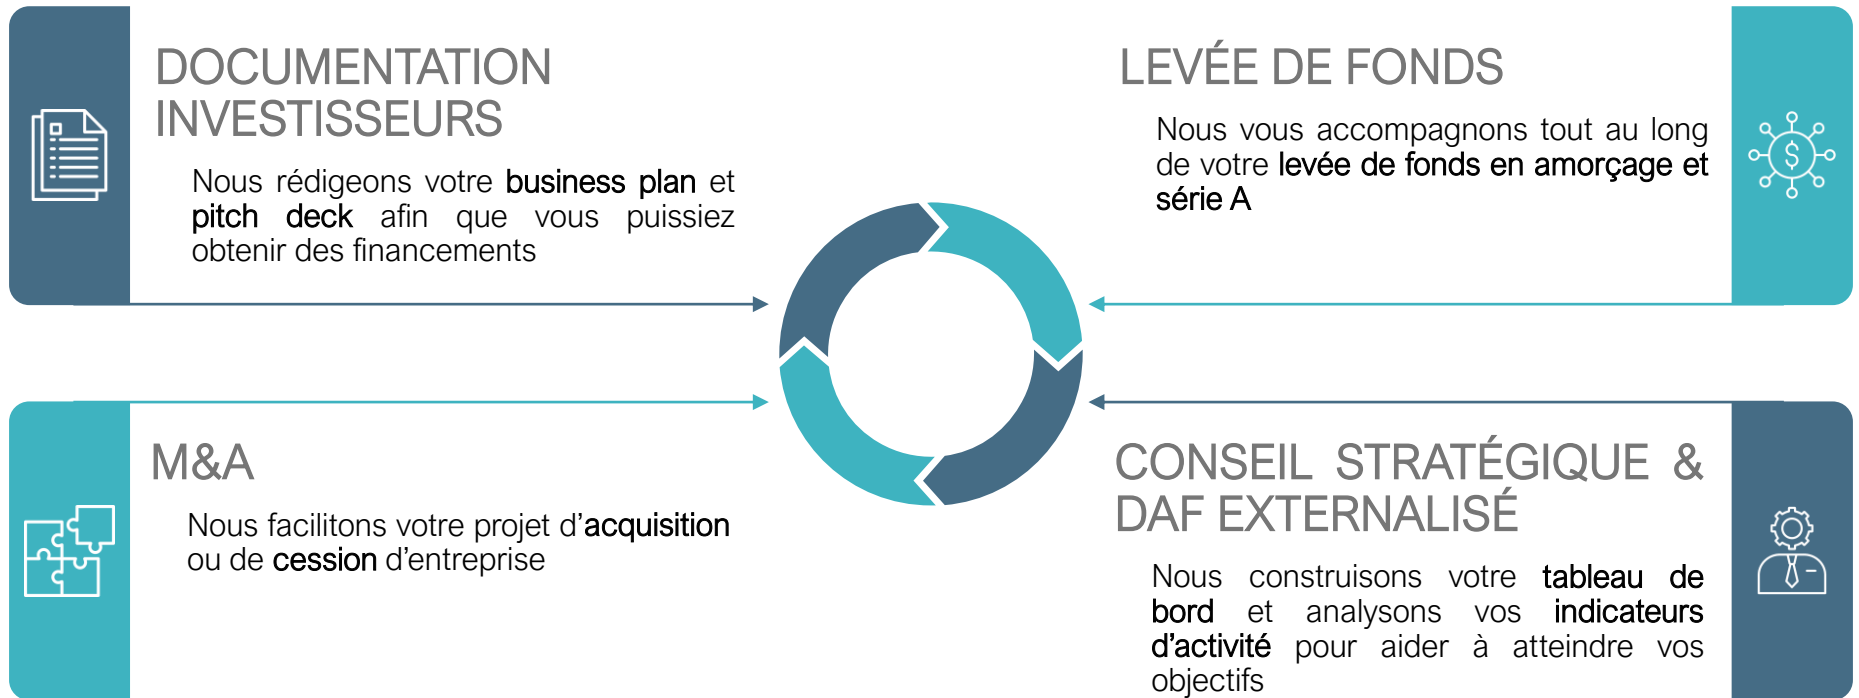 DOCUMENTATION
INVESTISSEURS
Nous rédigeons votre business plan et
pitch deck afin que vous puissiez
obtenir des financements
LEVÉE DE FONDS
Nous vous accompagnons tout au long
de votre levée de fonds en amorçage et
série A
$
M&A
Nous facilitons votre projet d'acquisition
ou de cession d'entreprise
CONSEIL STRATÉGIQUE &
DAF EXTERNALISÉ
Nous construisons votre tableau de
bord et analysons vos indicateurs
d'activité pour aider à atteindre vos
objectifs